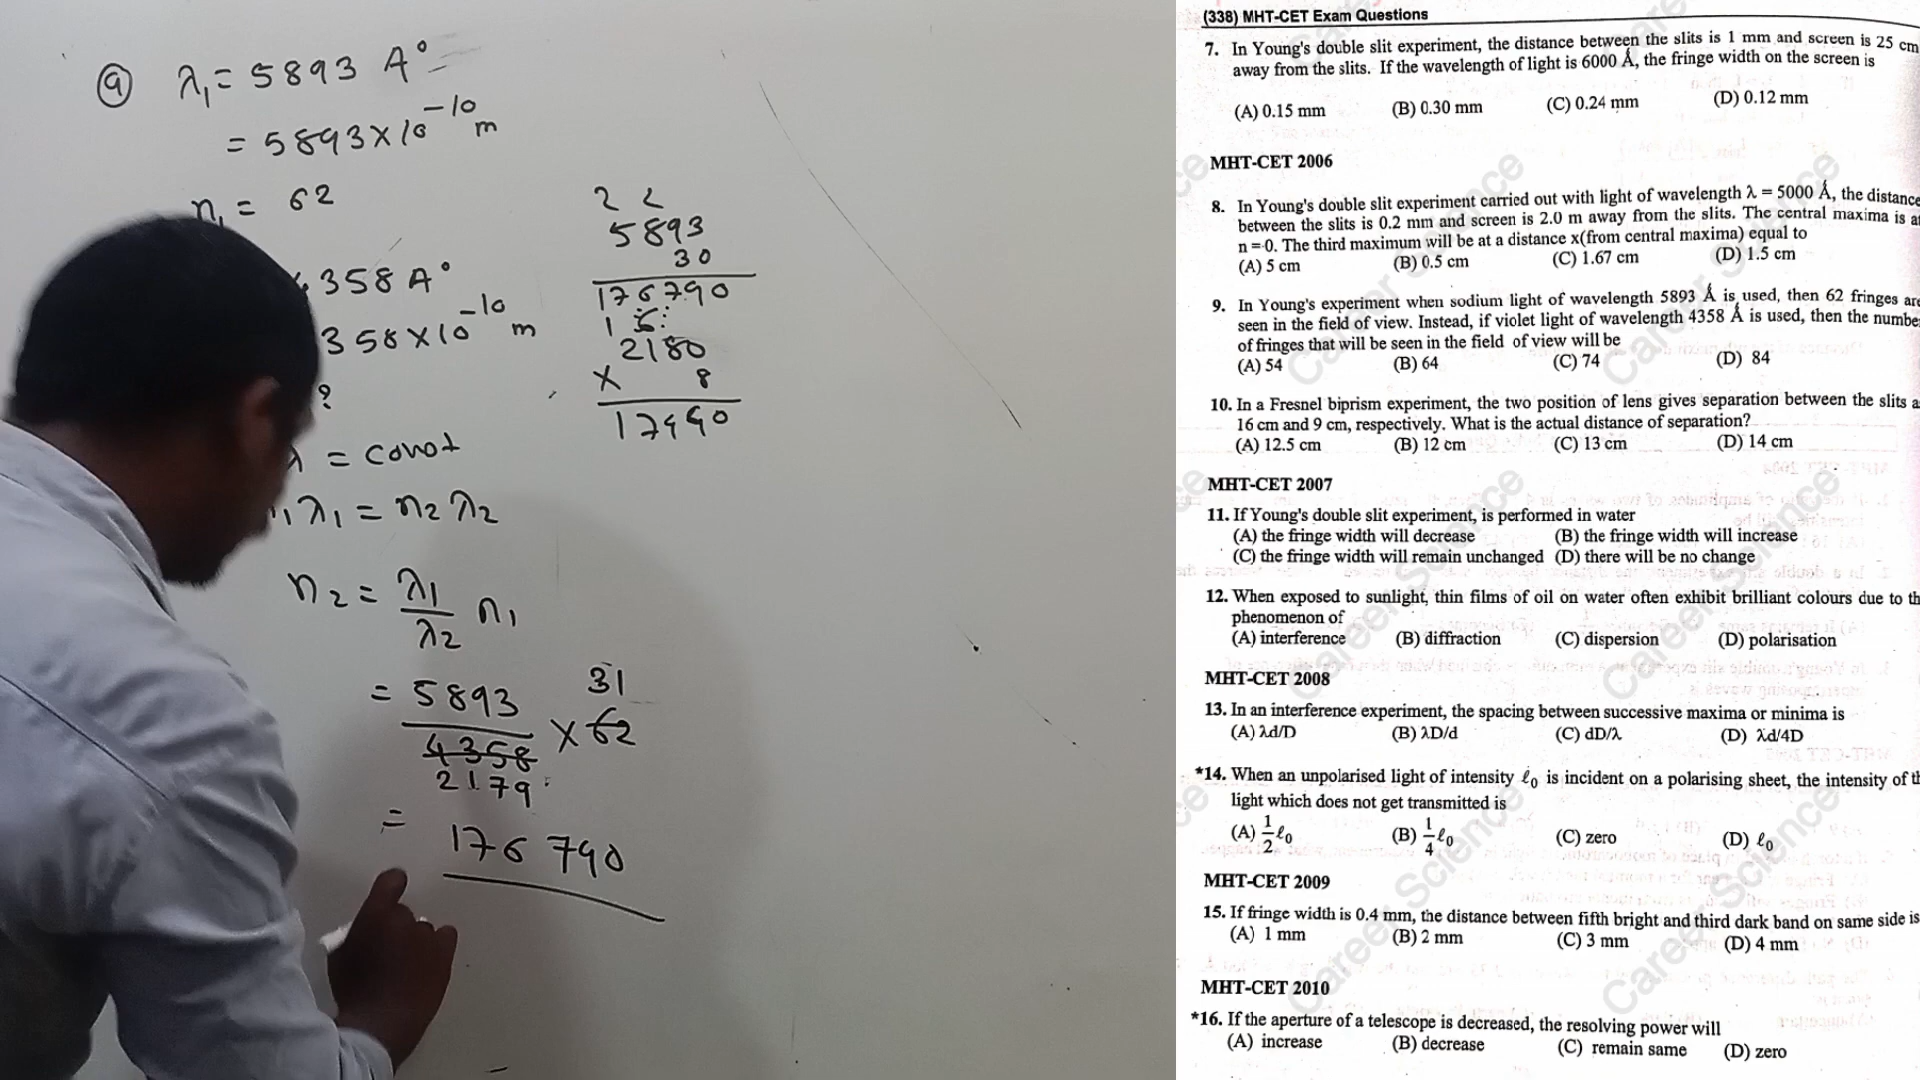 9 λ₁ = 5893 A°
= 5893 × 10⁻¹⁰ m
n₁ = 62
358 A°
358 × 10⁻¹⁰ m
?
λ = const
λ₁ = n₂ λ₂
n₂ = λ₁/λ₂ n₁
= 5893/4358 × 62
31
2179
= 176790
2 2
5893
30
176790
2180
× 8
17440
(338) MHT-CET Exam Questions
7. In Young's double slit experiment, the distance between the slits is 1 mm and screen is 25 cm
away from the slits. If the wavelength of light is 6000 Å, the fringe width on the screen is
(A) 0.15 mm (B) 0.30 mm (C) 0.24 mm (D) 0.12 mm
MHT-CET 2006
8. In Young's double slit experiment carried out with light of wavelength λ = 5000 Å, the distance
between the slits is 0.2 mm and screen is 2.0 m away from the slits. The central maxima is
n = 0. The third maximum will be at a distance x(from central maxima) equal to
(A) 5 cm (B) 0.5 cm (C) 1.67 cm (D) 1.5 cm
9. In Young's experiment when sodium light of wavelength 5893 Å is used, then 62 fringes are
seen in the field of view. Instead, if violet light of wavelength 4358 Å is used, then the numbe
of fringes that will be seen in the field of view will be
(A) 54 (B) 64 (C) 74 (D) 84
10. In a Fresnel biprism experiment, the two position of lens gives separation between the slits a
16 cm and 9 cm, respectively. What is the actual distance of separation?
(A) 12.5 cm (B) 12 cm (C) 13 cm (D) 14 cm
MHT-CET 2007
11. If Young's double slit experiment, is performed in water
(A) the fringe width will decrease (B) the fringe width will increase
(C) the fringe width will remain unchanged (D) there will be no change
12. When exposed to sunlight, thin films of oil on water often exhibit brilliant colours due to th
phenomenon of
(A) interference (B) diffraction (C) dispersion (D) polarisation
MHT-CET 2008
13. In an interference experiment, the spacing between successive maxima or minima is
(A) λd/D (B) λD/d (C) dD/λ (D) λd/4D
*14. When an unpolarised light of intensity ℓ₀ is incident on a polarising sheet, the intensity of th
light which does not get transmitted is
(A) 1/2 ℓ₀ (B) 1/4 ℓ₀ (C) zero (D) ℓ₀
MHT-CET 2009
15. If fringe width is 0.4 mm, the distance between fifth bright and third dark band on same side is
(A) 1 mm (B) 2 mm (C) 3 mm (D) 4 mm
MHT-CET 2010
*16. If the aperture of a telescope is decreased, the resolving power will
(A) increase (B) decrease (C) remain same (D) zero
Career Science